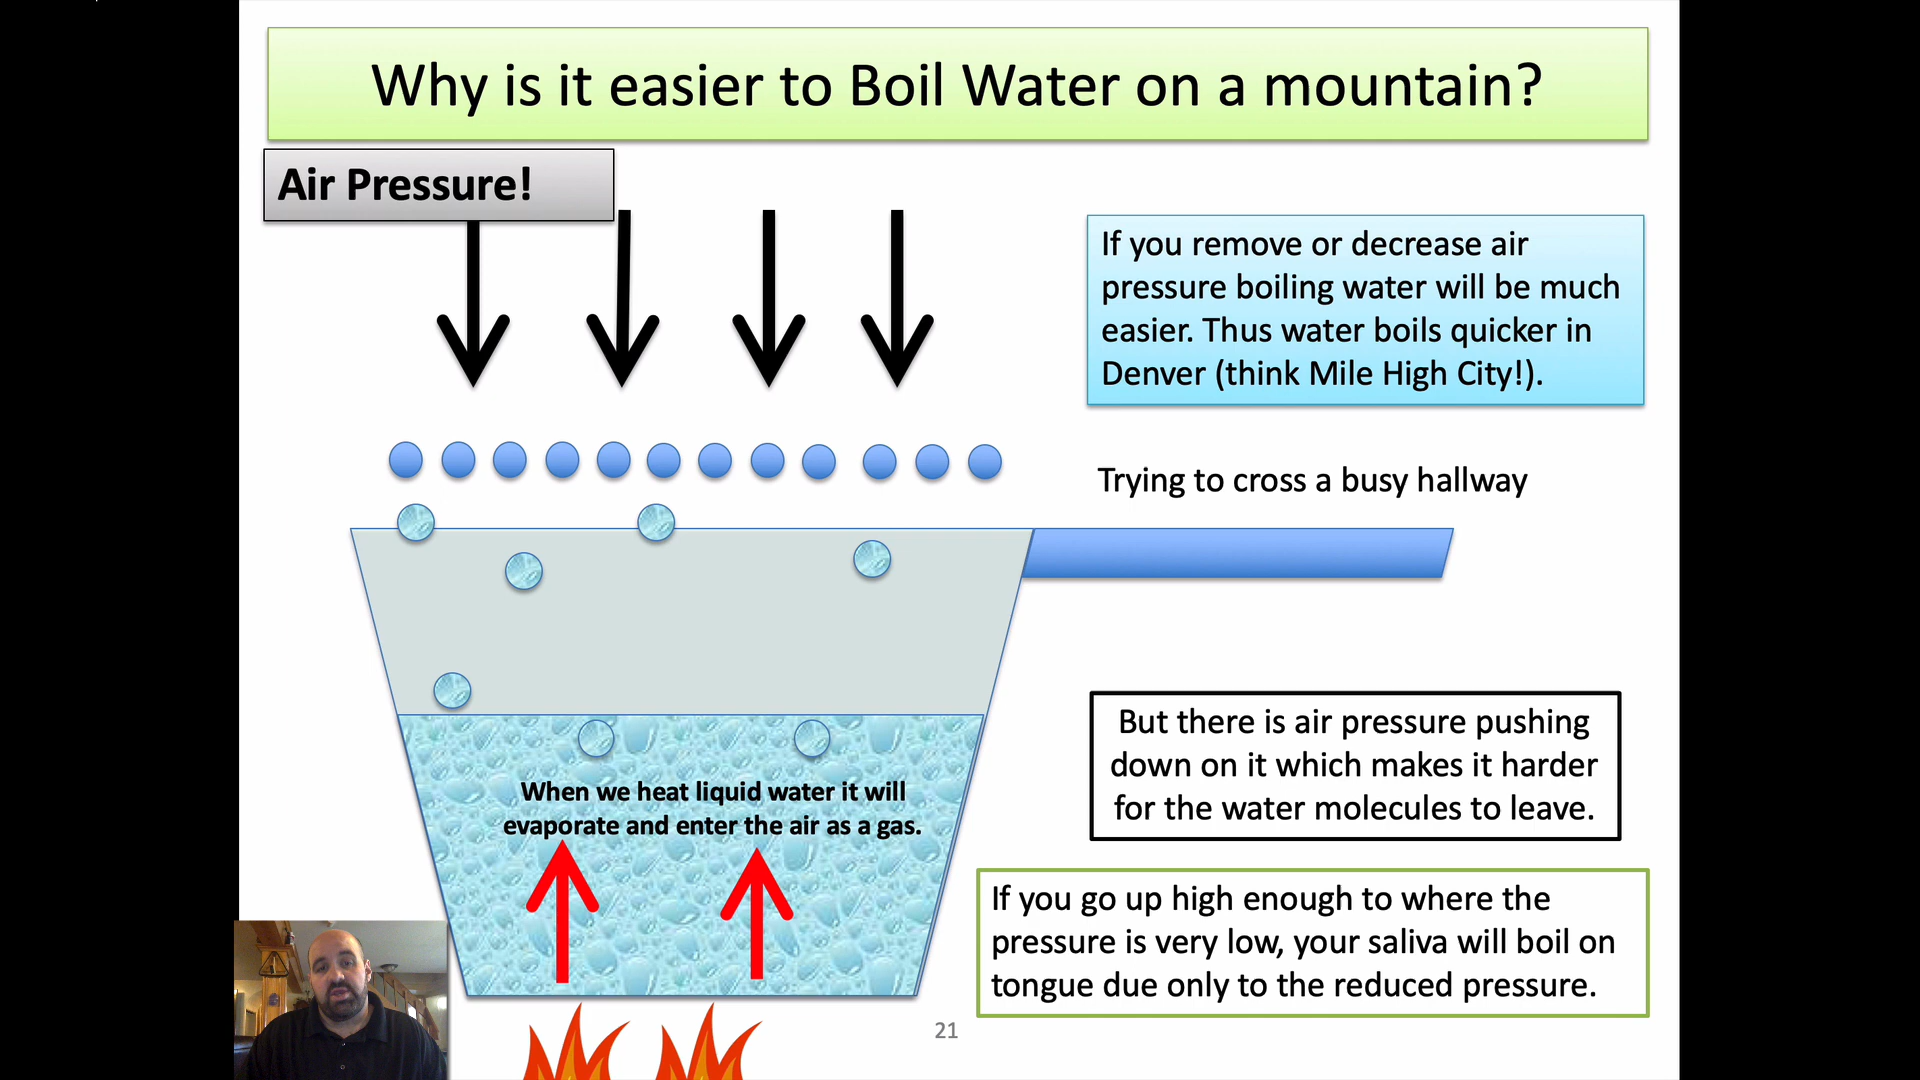 Why is it easier to Boil Water on a mountain?
Air Pressure!
If you remove or decrease air
pressure boiling water will be much
easier. Thus water boils quicker in
Denver (think Mile High City!).
Trying to cross a busy hallway
But there is air pressure pushing
down on it which makes it harder
for the water molecules to leave.
When we heat liquid water it will
evaporate and enter the air as a gas.
If you go up high enough to where the
pressure is very low, your saliva will boil on
tongue due only to the reduced pressure.
21